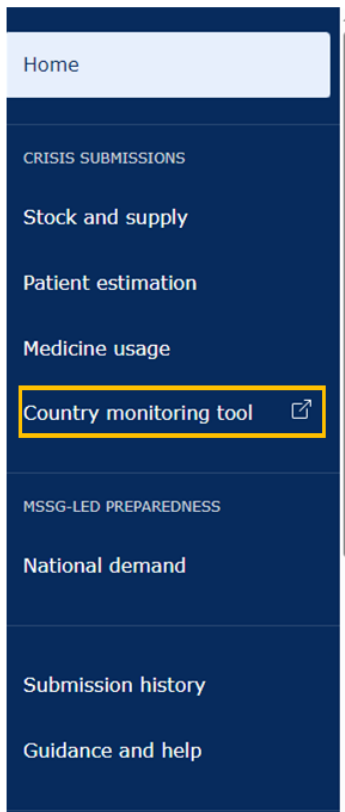 Home
CRISIS SUBMISSIONS
Stock and supply
Patient estimation
Medicine usage
Country monitoring tool
MSSG-LED PREPAREDNESS
National demand
Submission history
Guidance and help